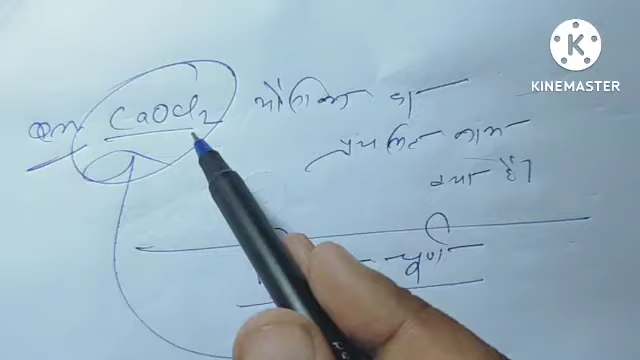 CaOCl₂ यौगिक का
प्रचलित नाम
क्या है।
चूर्ण
KINEMASTER